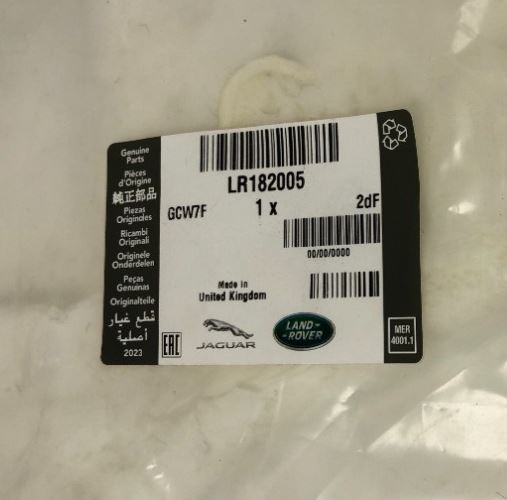 Genuine
Parts
Pièces
d'Origine
純正部品
Piezas
Originales
Ricambi
Originali
Originele
Onderdelen
Peças
Genuínas
Originalteile
قطع غيار
أصلية
2023
LR182005
GCW7F
1 x
2dF
00/00/0000
Made in
United Kingdom
EAC
JAGUAR
LAND-
-ROVER
MER
4001.1